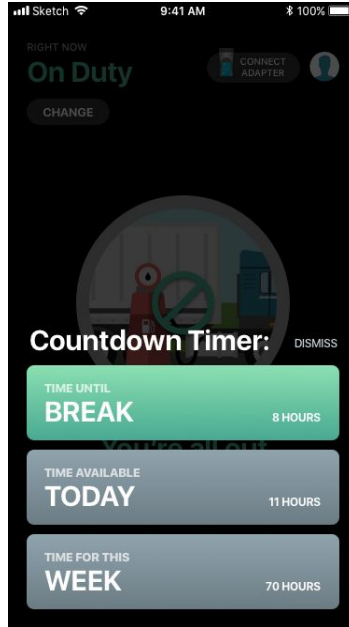 Sketch 9:41 AM 100%
RIGHT NOW
On Duty
CONNECT
ADAPTER
CHANGE
Countdown Timer:
DISMISS
TIME UNTIL
BREAK
8 HOURS
You're all out
TIME AVAILABLE
TODAY
11 HOURS
TIME FOR THIS
WEEK
70 HOURS